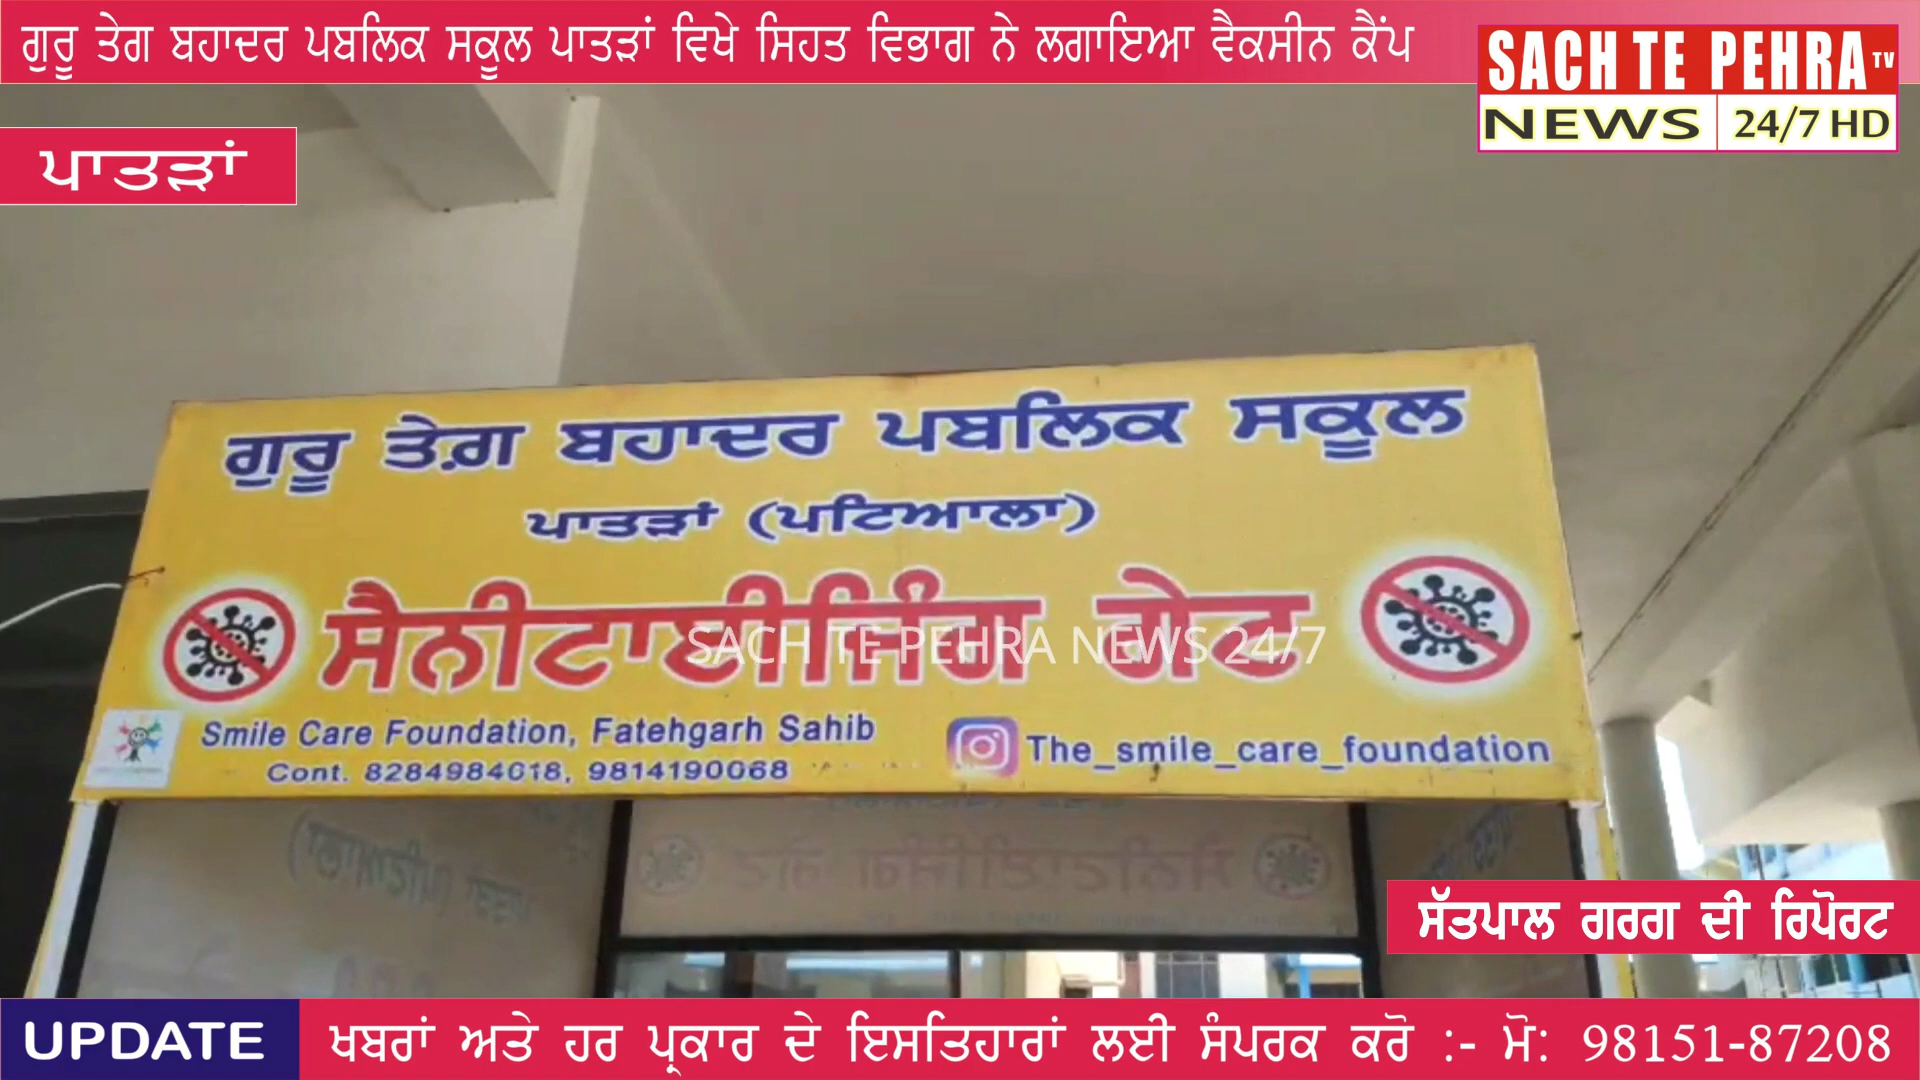 ਗੁਰੂ ਤੇਗ ਬਹਾਦਰ ਪਬਲਿਕ ਸਕੂਲ ਪਾਤੜਾਂ ਵਿਖੇ ਸਿਹਤ ਵਿਭਾਗ ਨੇ ਲਗਾਇਆ ਵੈਕਸੀਨ ਕੈਂਪ
SACH TE PEHRA TV
NEWS 24/7 HD
ਪਾਤੜਾਂ
ਗੁਰੂ ਤੇਗ਼ ਬਹਾਦਰ ਪਬਲਿਕ ਸਕੂਲ
ਪਾਤੜਾਂ (ਪਟਿਆਲਾ)
ਸੈਨੀਟਾਈਜਿੰਗ ਗੇਟ
SACH TE PEHRA NEWS 24/7
Smile Care Foundation, Fatehgarh Sahib
The_smile_care_foundation
Cont. 8284984018, 9814190068
ਸੱਤਪਾਲ ਗਰਗ ਦੀ ਰਿਪੋਰਟ
UPDATE
ਖਬਰਾਂ ਅਤੇ ਹਰ ਪ੍ਰਕਾਰ ਦੇ ਇਸਤਿਹਾਰਾਂ ਲਈ ਸੰਪਰਕ ਕਰੋ :- ਮੋ: 98151-87208